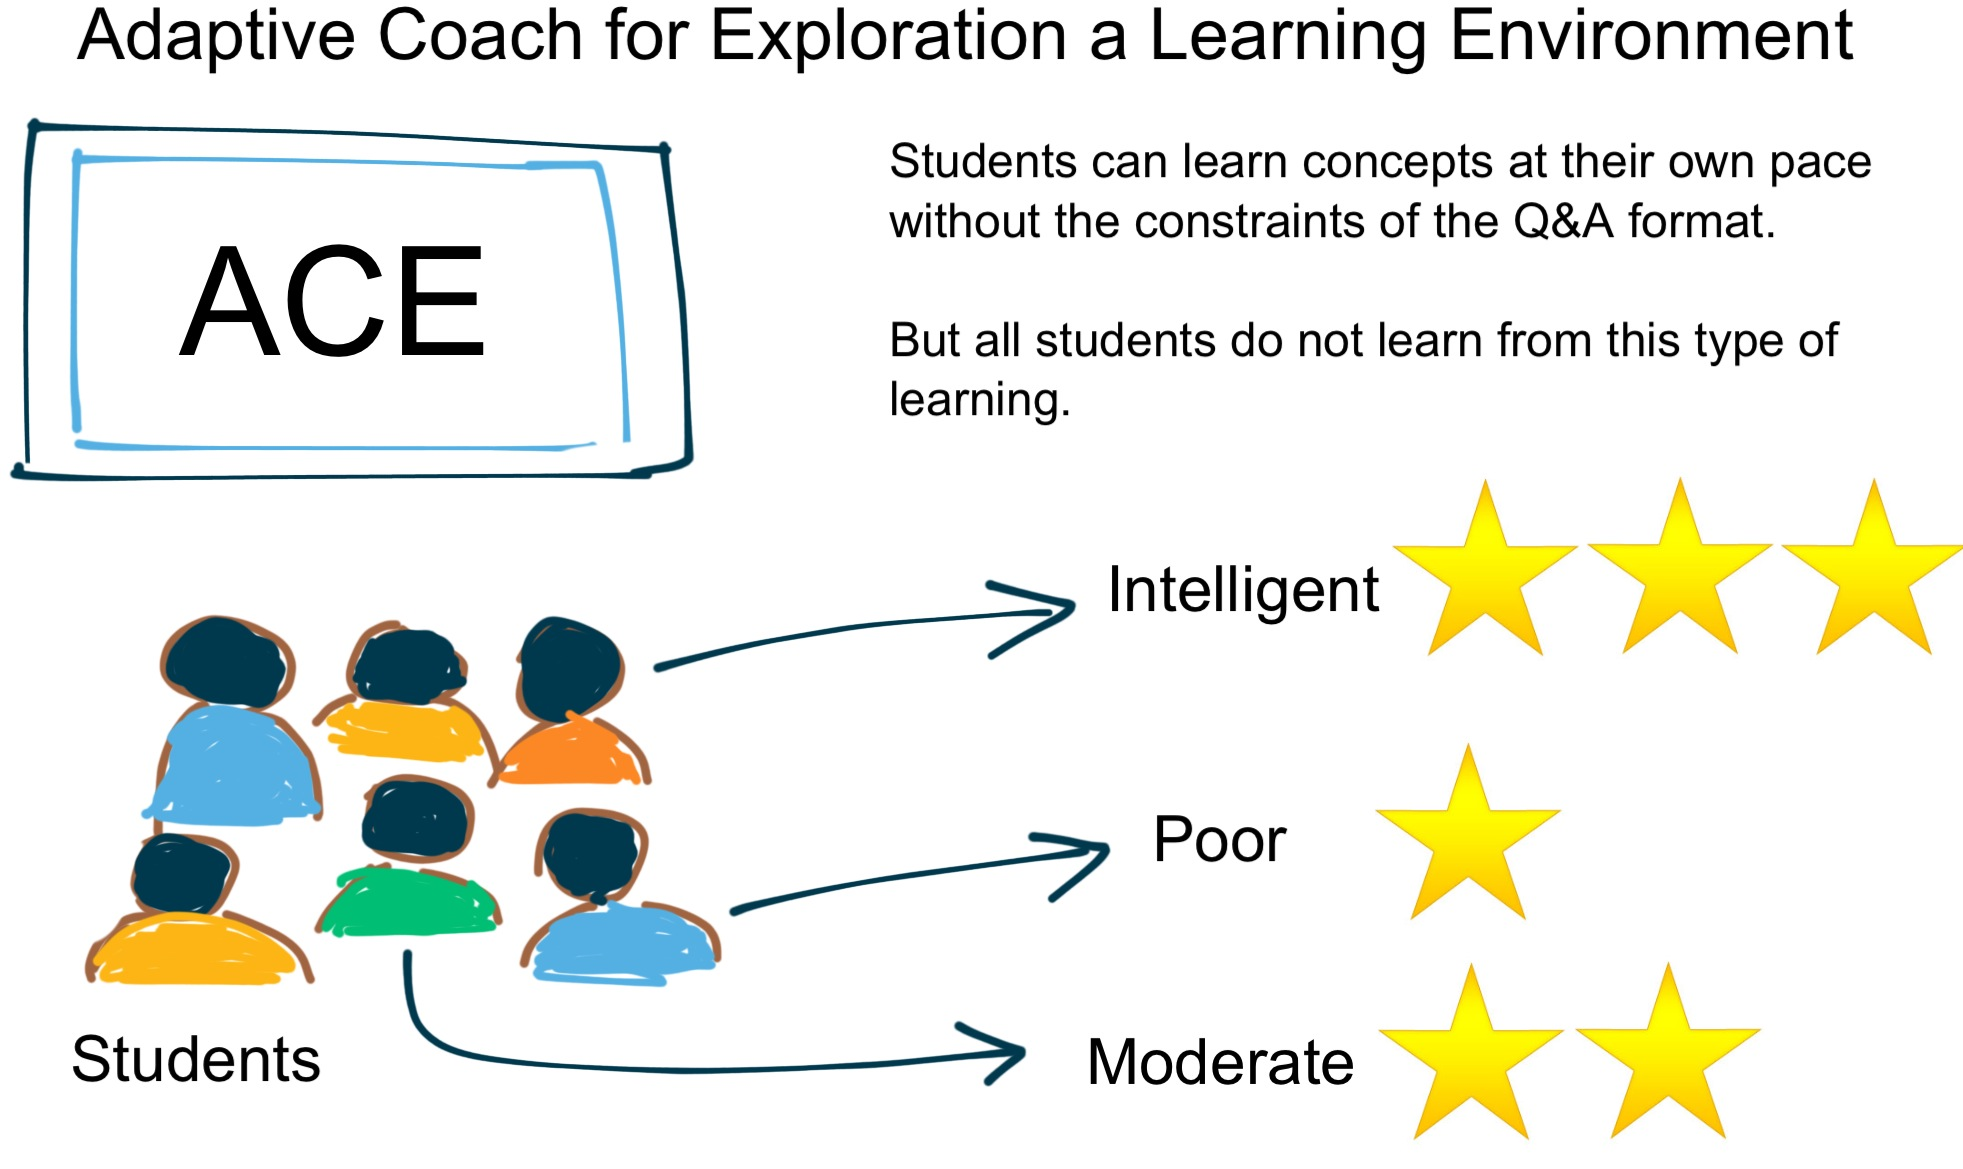 Adaptive Coach for Exploration a Learning Environment
ACE
Students can learn concepts at their own pace
without the constraints of the Q&A format.
But all students do not learn from this type of
learning.
Intelligent
Poor
Moderate
Students